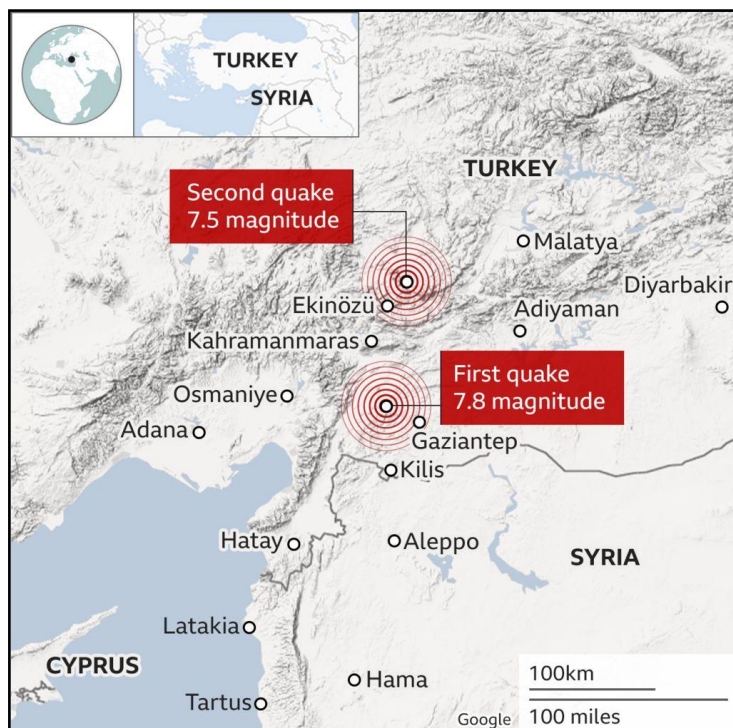 TURKEY
SYRIA
TURKEY
Second quake
7.5 magnitude
Malatya
Diyarbakir
Ekinözü
Adiyaman
Kahramanmaras
First quake
7.8 magnitude
Osmaniye
Adana
Gaziantep
Kilis
Hatay
Aleppo
SYRIA
Latakia
CYPRUS
Hama
Tartus
100km
100 miles
Google